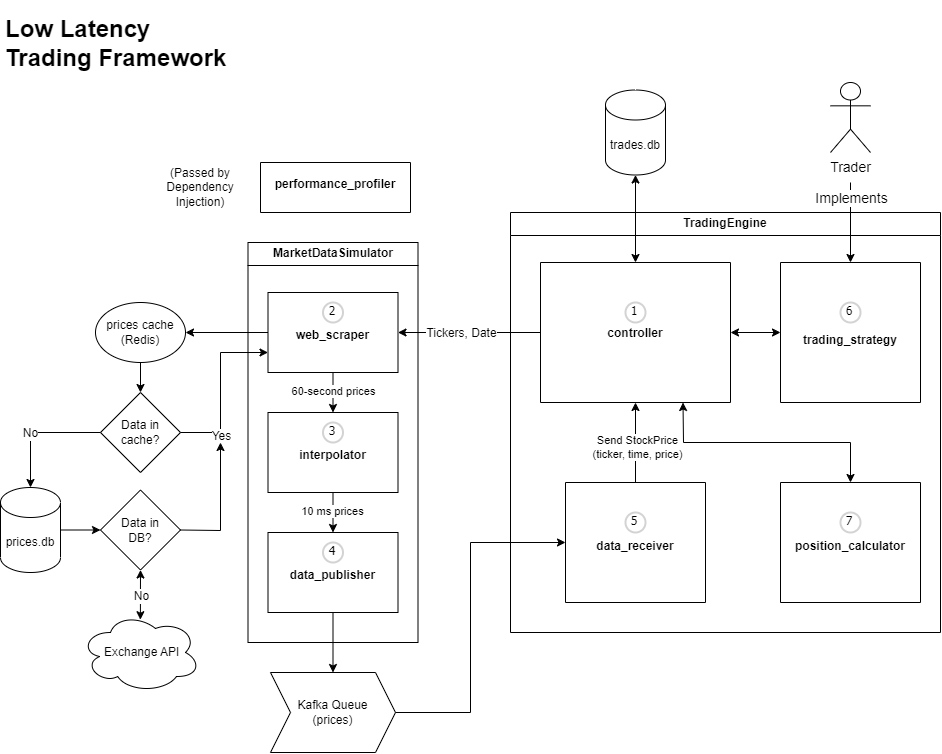 Low Latency
Trading Framework
trades.db
Trader
Implements
(Passed by
Dependency
Injection)
performance_profiler
TradingEngine
MarketDataSimulator
2
web_scraper
1
controller
6
trading_strategy
prices cache
(Redis)
Tickers, Date
60-second prices
Data in
cache?
No
Yes
3
interpolator
Send StockPrice
(ticker, time, price)
10 ms prices
prices.db
Data in
DB?
4
data_publisher
5
data_receiver
7
position_calculator
No
Exchange API
Kafka Queue
(prices)